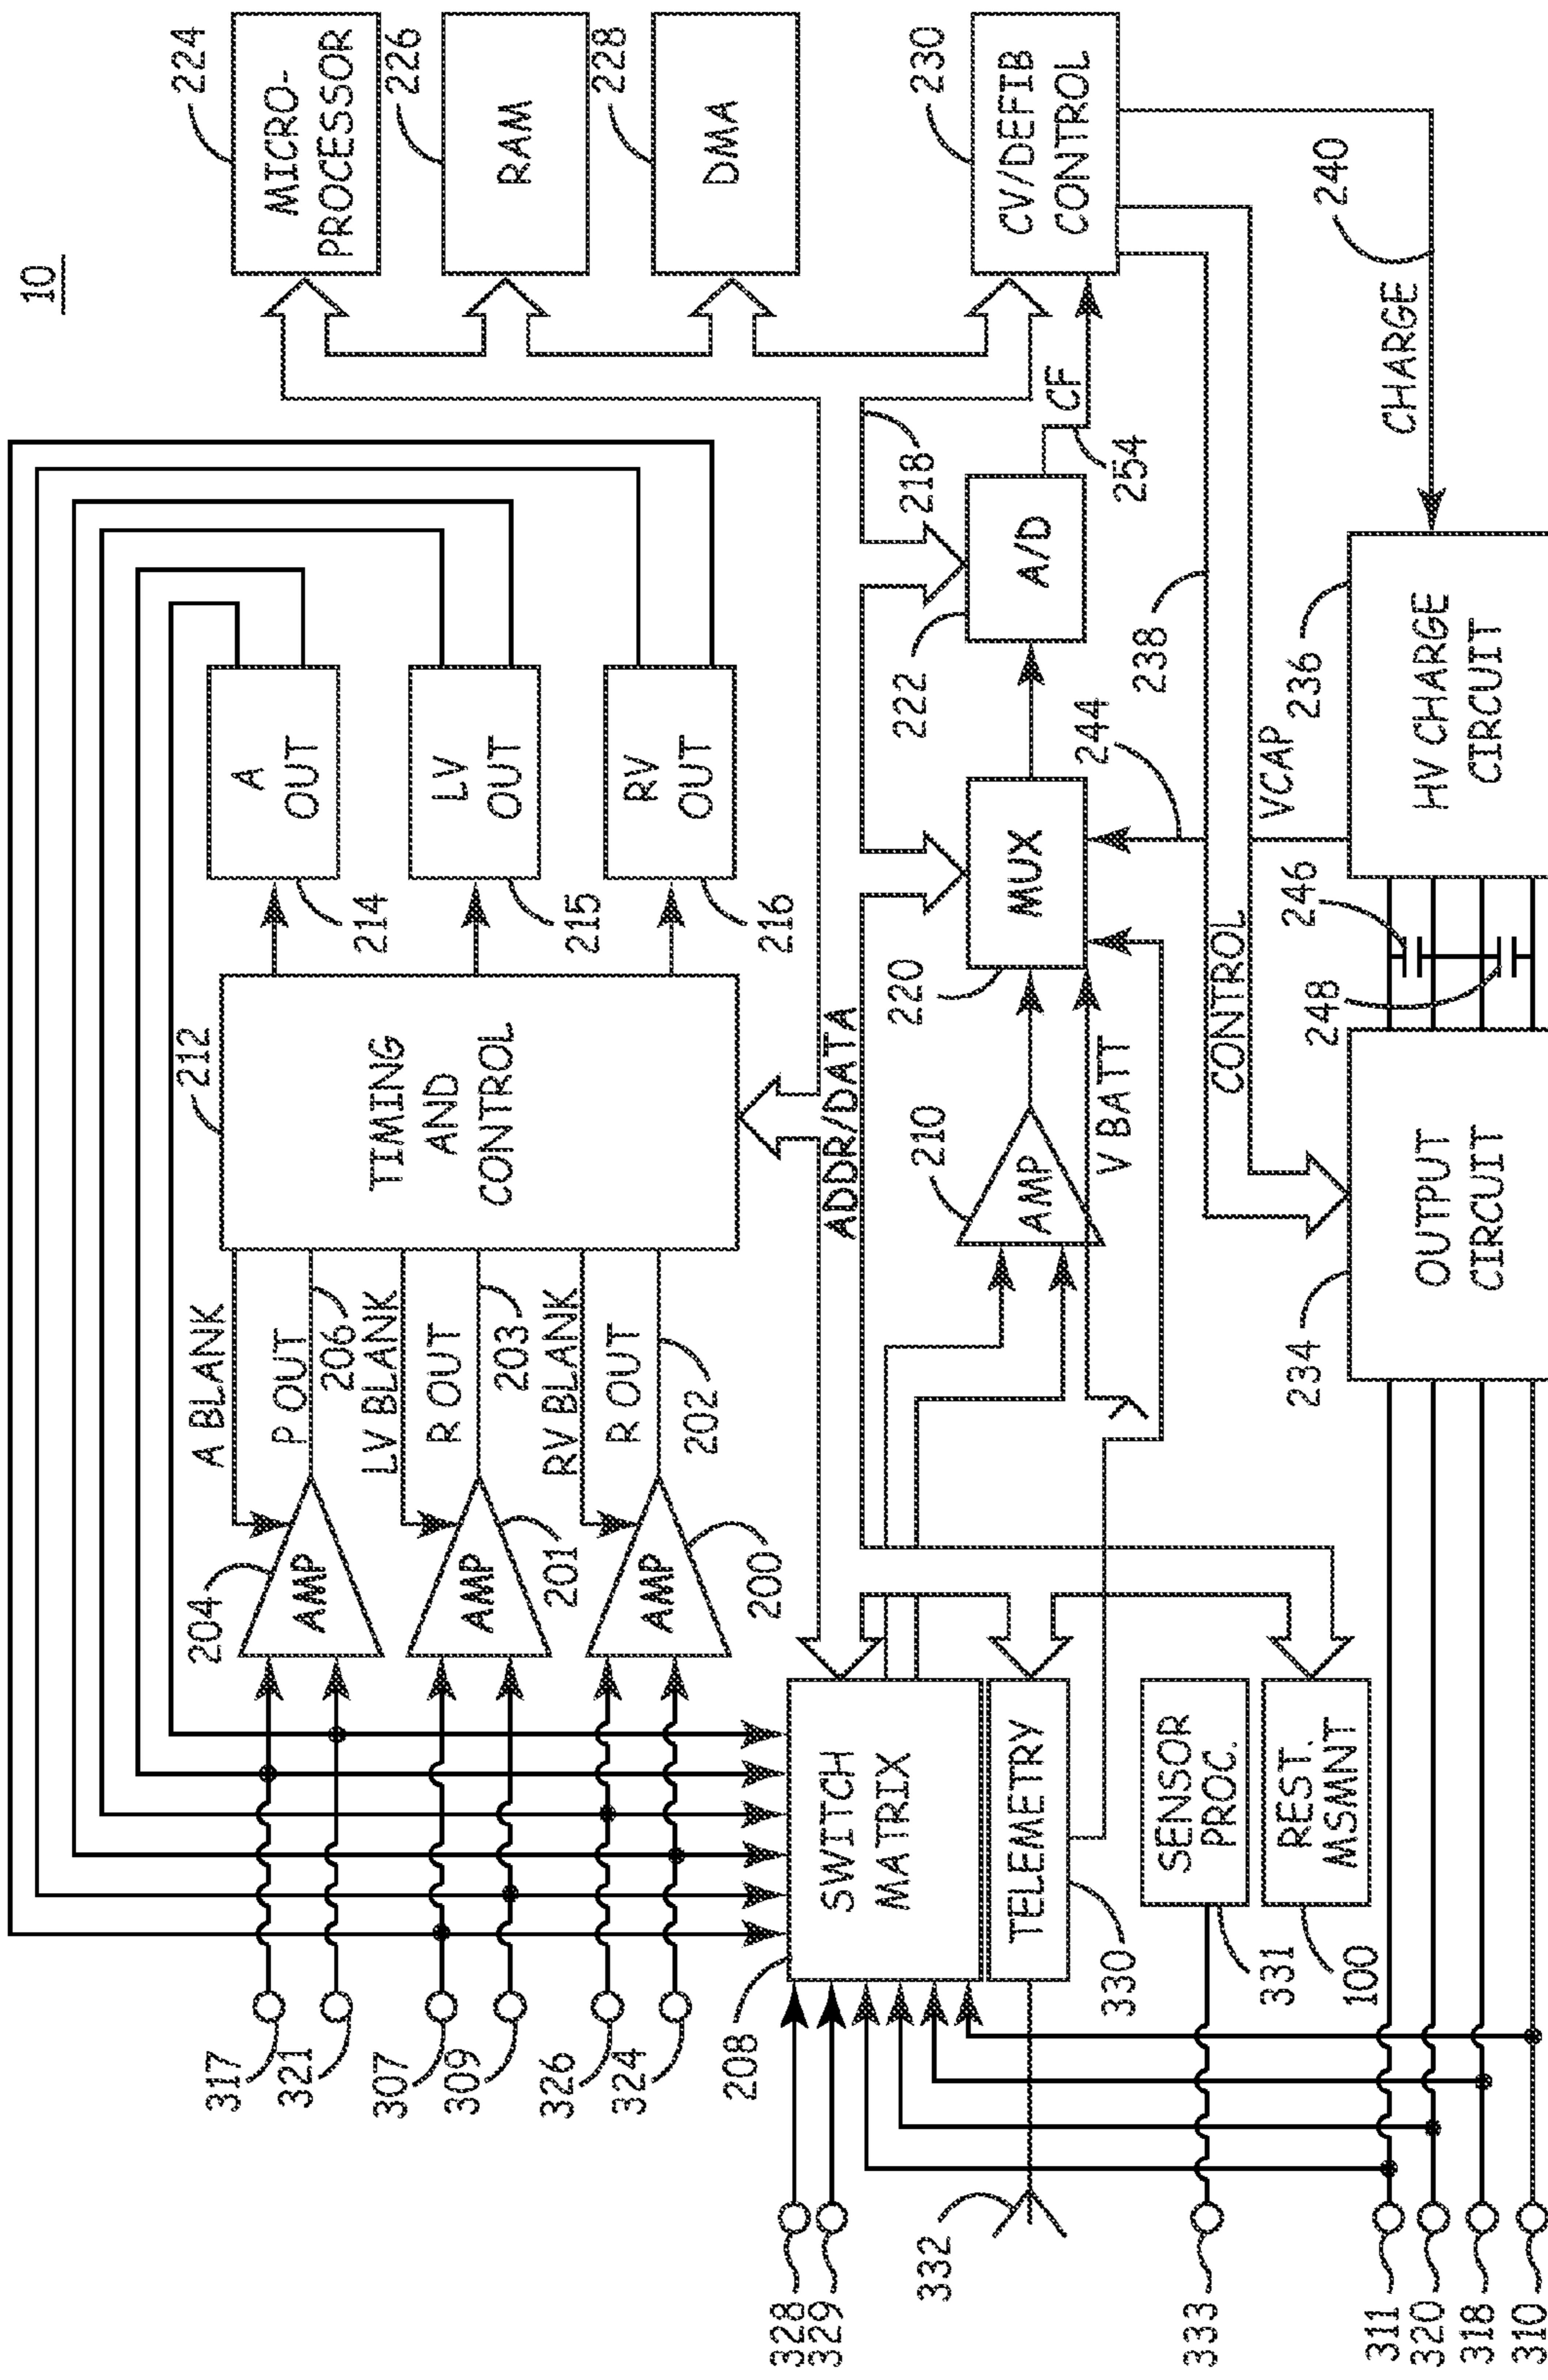 10
224
MICRO-
PROCESSOR
226
RAM
228
DMA
230
CV/DEFIB
CONTROL
240
CHARGE
A
OUT
214
LV
OUT
215
RV
OUT
216
218
CF
254
A/D
222
238
236
HV CHARGE
CIRCUIT
VCAP
244
MUX
220
246
248
CONTROL
212
TIMING
AND
CONTROL
ADDR/DATA
210
AMP
V BATT
OUTPUT
CIRCUIT
234
A BLANK
P OUT
206
LV BLANK
R OUT
203
RV BLANK
R OUT
202
204
AMP
AMP
201
AMP
200
SWITCH
MATRIX
208
TELEMETRY
330
SENSOR
PROC.
331
REST.
MSMNT
100
317
321
307
309
326
324
328
329
332
333
311
320
318
310